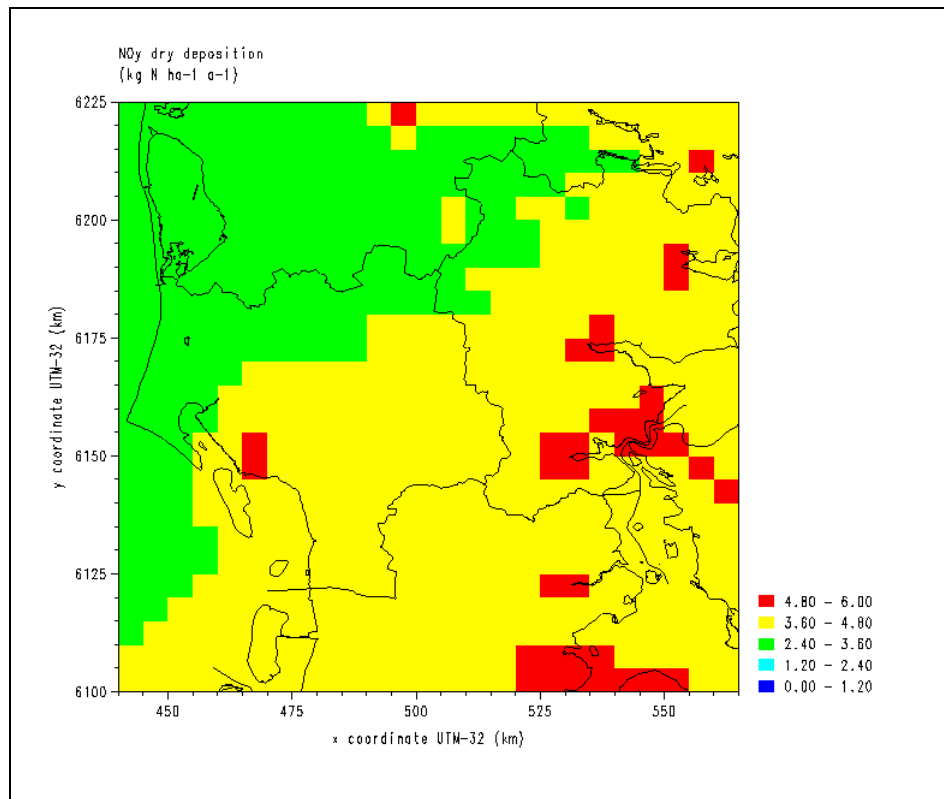 NOy dry deposition
(kg N ha-1 a-1)
6225
6200
6175
6150
6125
6100
y coordinate UTM-32 (km)
450
475
500
525
550
x coordinate UTM-32 (km)
4.80 - 6.00
3.60 - 4.80
2.40 - 3.60
1.20 - 2.40
0.00 - 1.20